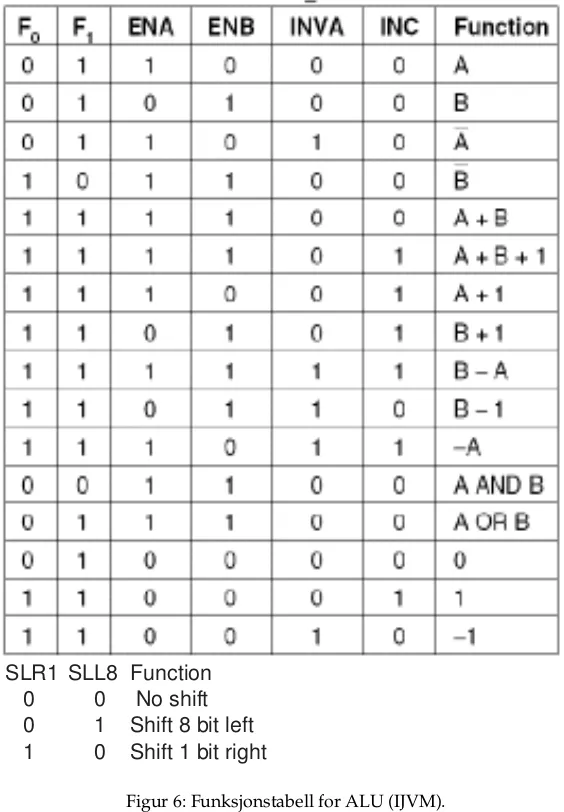 F0 F1 ENA ENB INVA INC Function
0 1 1 0 0 0 A
0 1 0 1 0 0 B
0 1 1 0 1 0 A̅
1 0 1 1 0 0 B̅
1 1 1 1 0 0 A + B
1 1 1 1 0 1 A + B + 1
1 1 1 0 0 1 A + 1
1 1 0 1 0 1 B + 1
1 1 1 1 1 1 B – A
1 1 0 1 1 0 B – 1
1 1 1 0 1 1 –A
0 0 1 1 0 0 A AND B
0 1 1 1 0 0 A OR B
0 1 0 0 0 0 0
1 1 0 0 0 1 1
1 1 0 0 1 0 –1
SLR1 SLL8 Function
0 0 No shift
0 1 Shift 8 bit left
1 0 Shift 1 bit right
Figur 6: Funksjonstabell for ALU (IJVM).